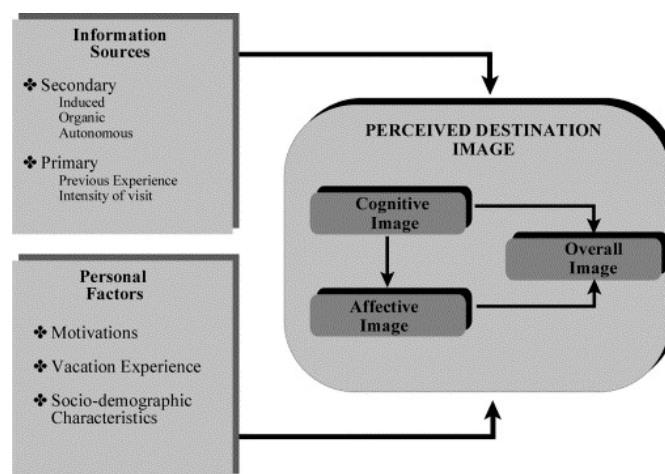 Information
Sources
❖ Secondary
Induced
Organic
Autonomous
❖ Primary
Previous Experience
Intensity of visit
Personal
Factors
❖ Motivations
❖ Vacation Experience
❖ Socio-demographic
Characteristics
PERCEIVED DESTINATION
IMAGE
Cognitive
Image
Overall
Image
Affective
Image